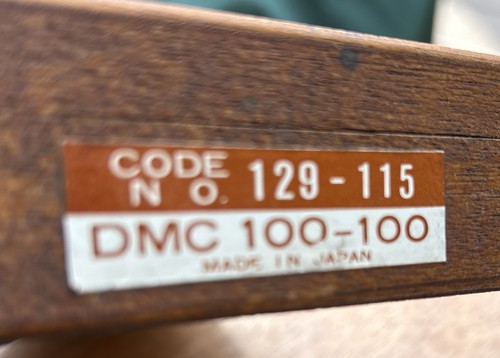 CODE NO. 129-115
DMC 100-100
MADE IN JAPAN